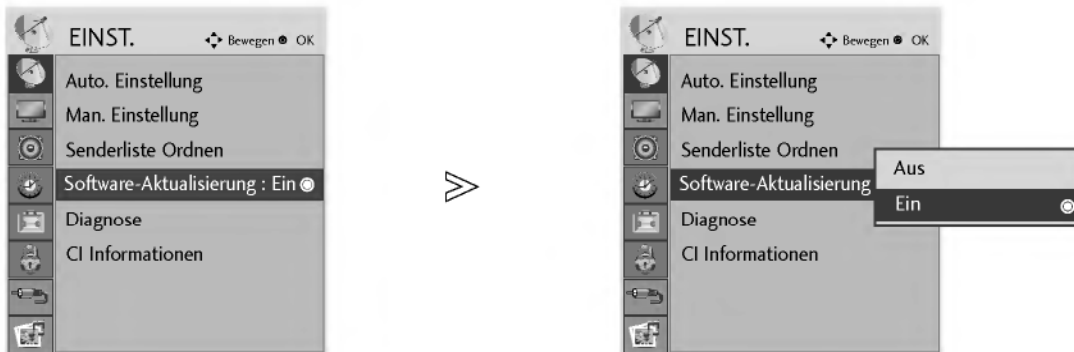 EINST.
Bewegen OK
Auto. Einstellung
Man. Einstellung
Senderliste Ordnen
Software-Aktualisierung : Ein
Diagnose
CI Informationen
EINST.
Bewegen OK
Auto. Einstellung
Man. Einstellung
Senderliste Ordnen
Software-Aktualisierung
Diagnose
CI Informationen
Aus
Ein